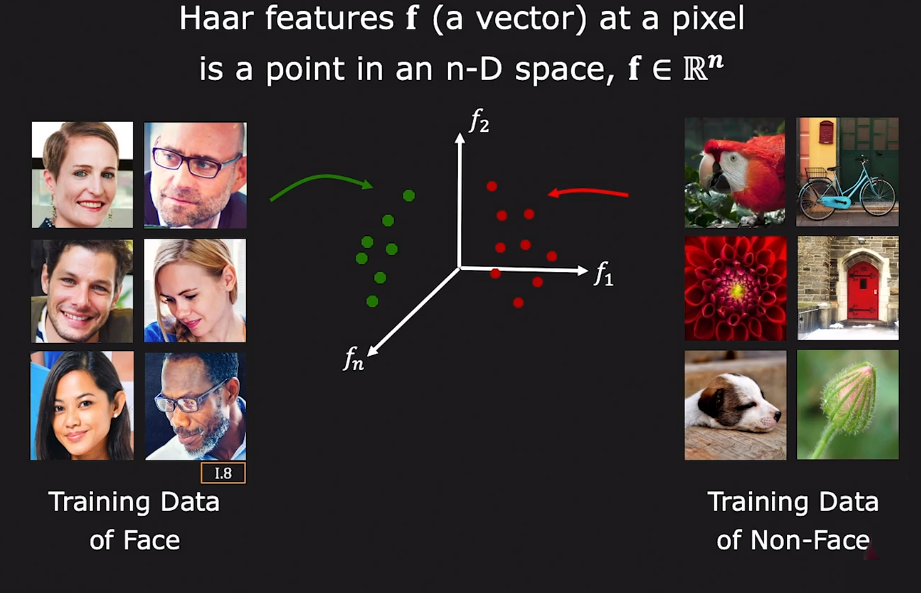 Haar features 𝐟 (a vector) at a pixel
is a point in an n-D space, 𝐟 ∈ ℝⁿ
f₂
f₁
fₙ
I.8
Training Data
of Face
Training Data
of Non-Face